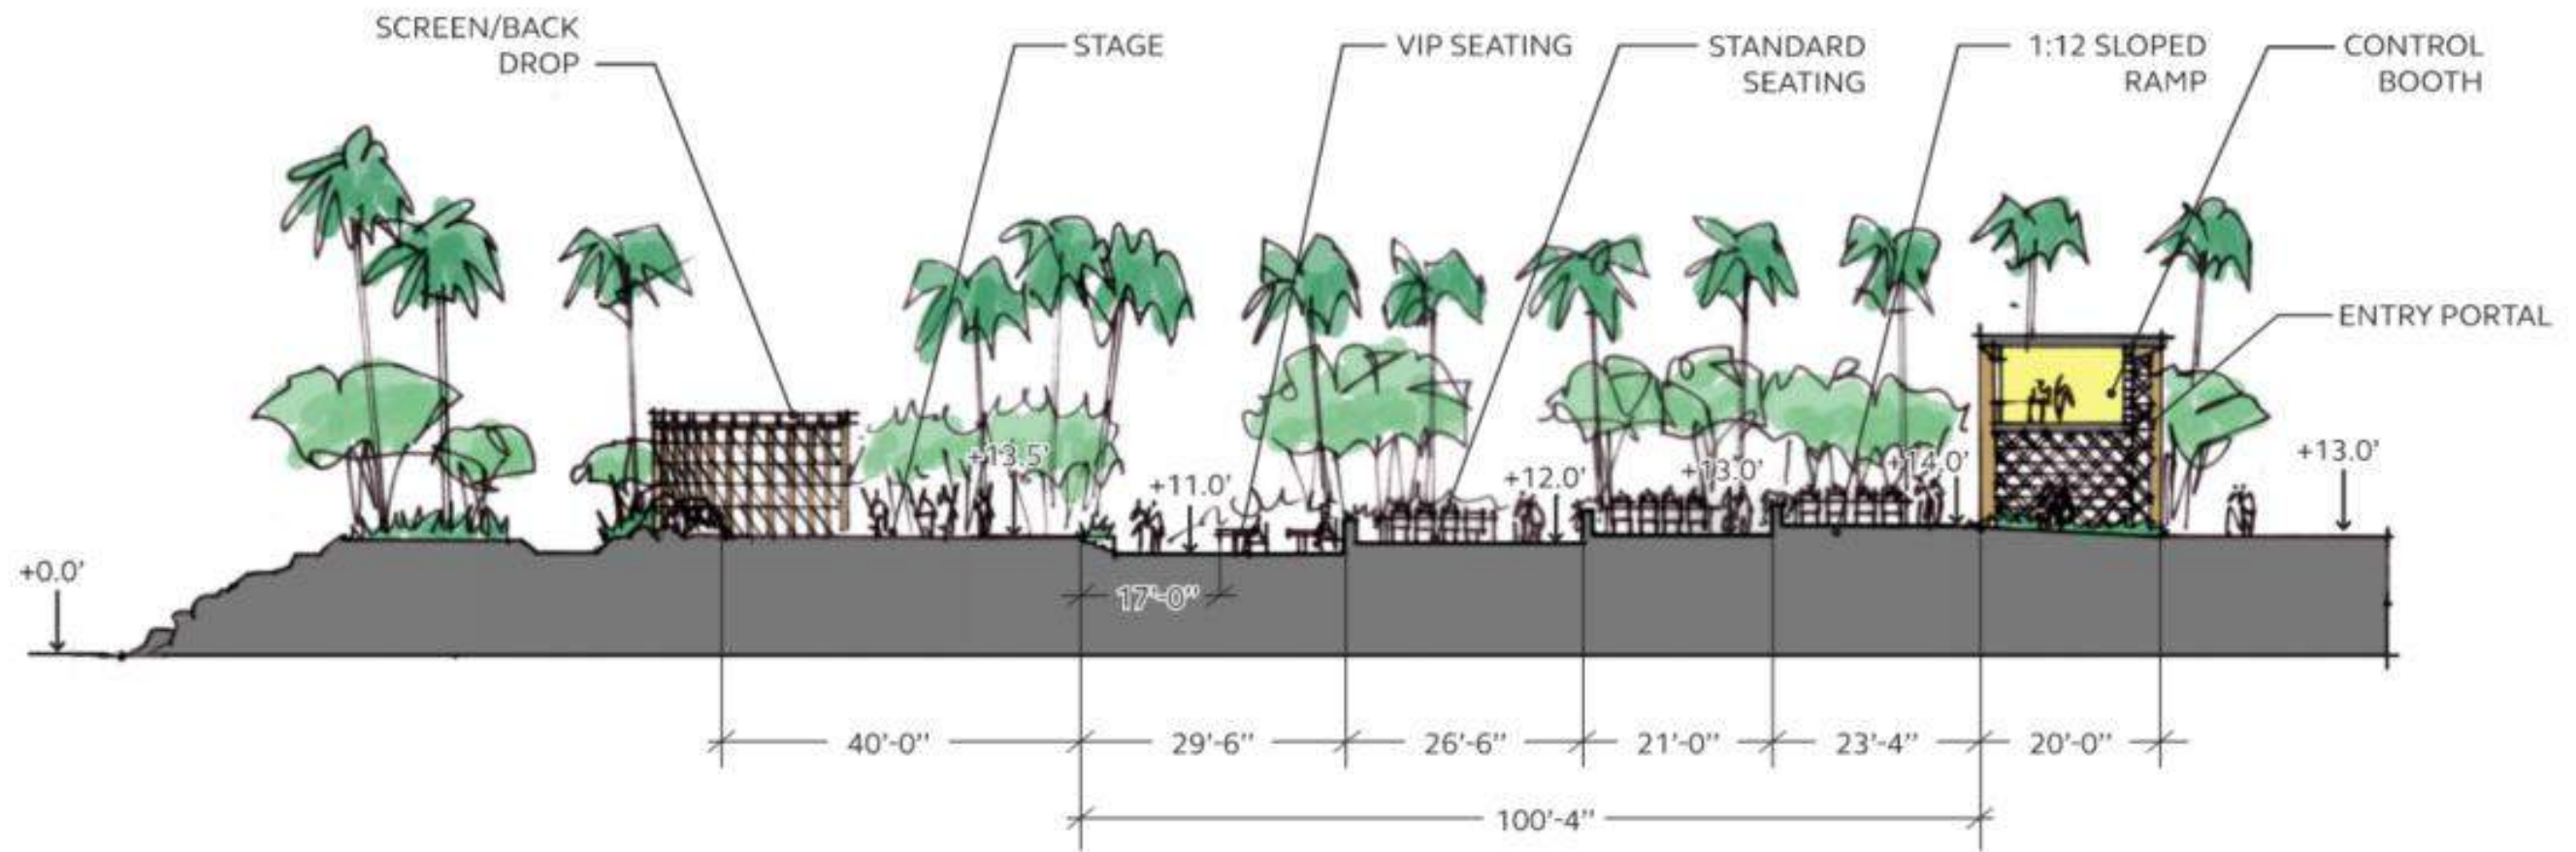 SCREEN/BACK
DROP
STAGE
VIP SEATING
STANDARD
SEATING
1:12 SLOPED
RAMP
CONTROL
BOOTH
ENTRY PORTAL
+13.5'
+11.0'
+12.0'
+13.0'
+14.0'
+13.0'
+0.0'
17'-0"
40'-0"
29'-6"
26'-6"
21'-0"
23'-4"
20'-0"
100'-4"